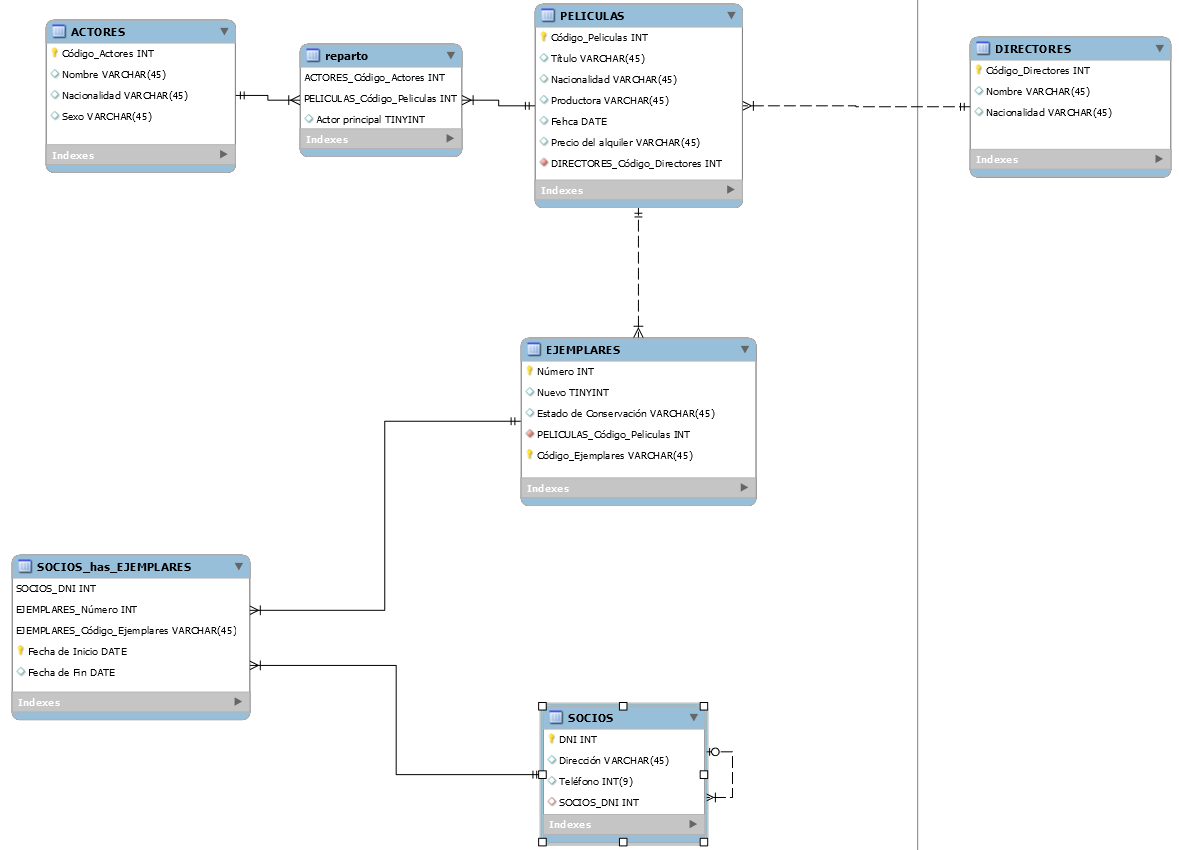 ACTORES
Código_Actores INT
Nombre VARCHAR(45)
Nacionalidad VARCHAR(45)
Sexo VARCHAR(45)
Indexes
reparto
ACTORES_Código_Actores INT
PELICULAS_Código_Peliculas INT
Actor principal TINYINT
Indexes
PELICULAS
Código_Peliculas INT
Título VARCHAR(45)
Nacionalidad VARCHAR(45)
Productora VARCHAR(45)
Fehca DATE
Precio del alquiler VARCHAR(45)
DIRECTORES_Código_Directores INT
Indexes
DIRECTORES
Código_Directores INT
Nombre VARCHAR(45)
Nacionalidad VARCHAR(45)
Indexes
EJEMPLARES
Número INT
Nuevo TINYINT
Estado de Conservación VARCHAR(45)
PELICULAS_Código_Peliculas INT
Código_Ejemplares VARCHAR(45)
Indexes
SOCIOS_has_EJEMPLARES
SOCIOS_DNI INT
EJEMPLARES_Número INT
EJEMPLARES_Código_Ejemplares VARCHAR(45)
Fecha de Inicio DATE
Fecha de Fin DATE
Indexes
SOCIOS
DNI INT
Dirección VARCHAR(45)
Teléfono INT(9)
SOCIOS_DNI INT
Indexes